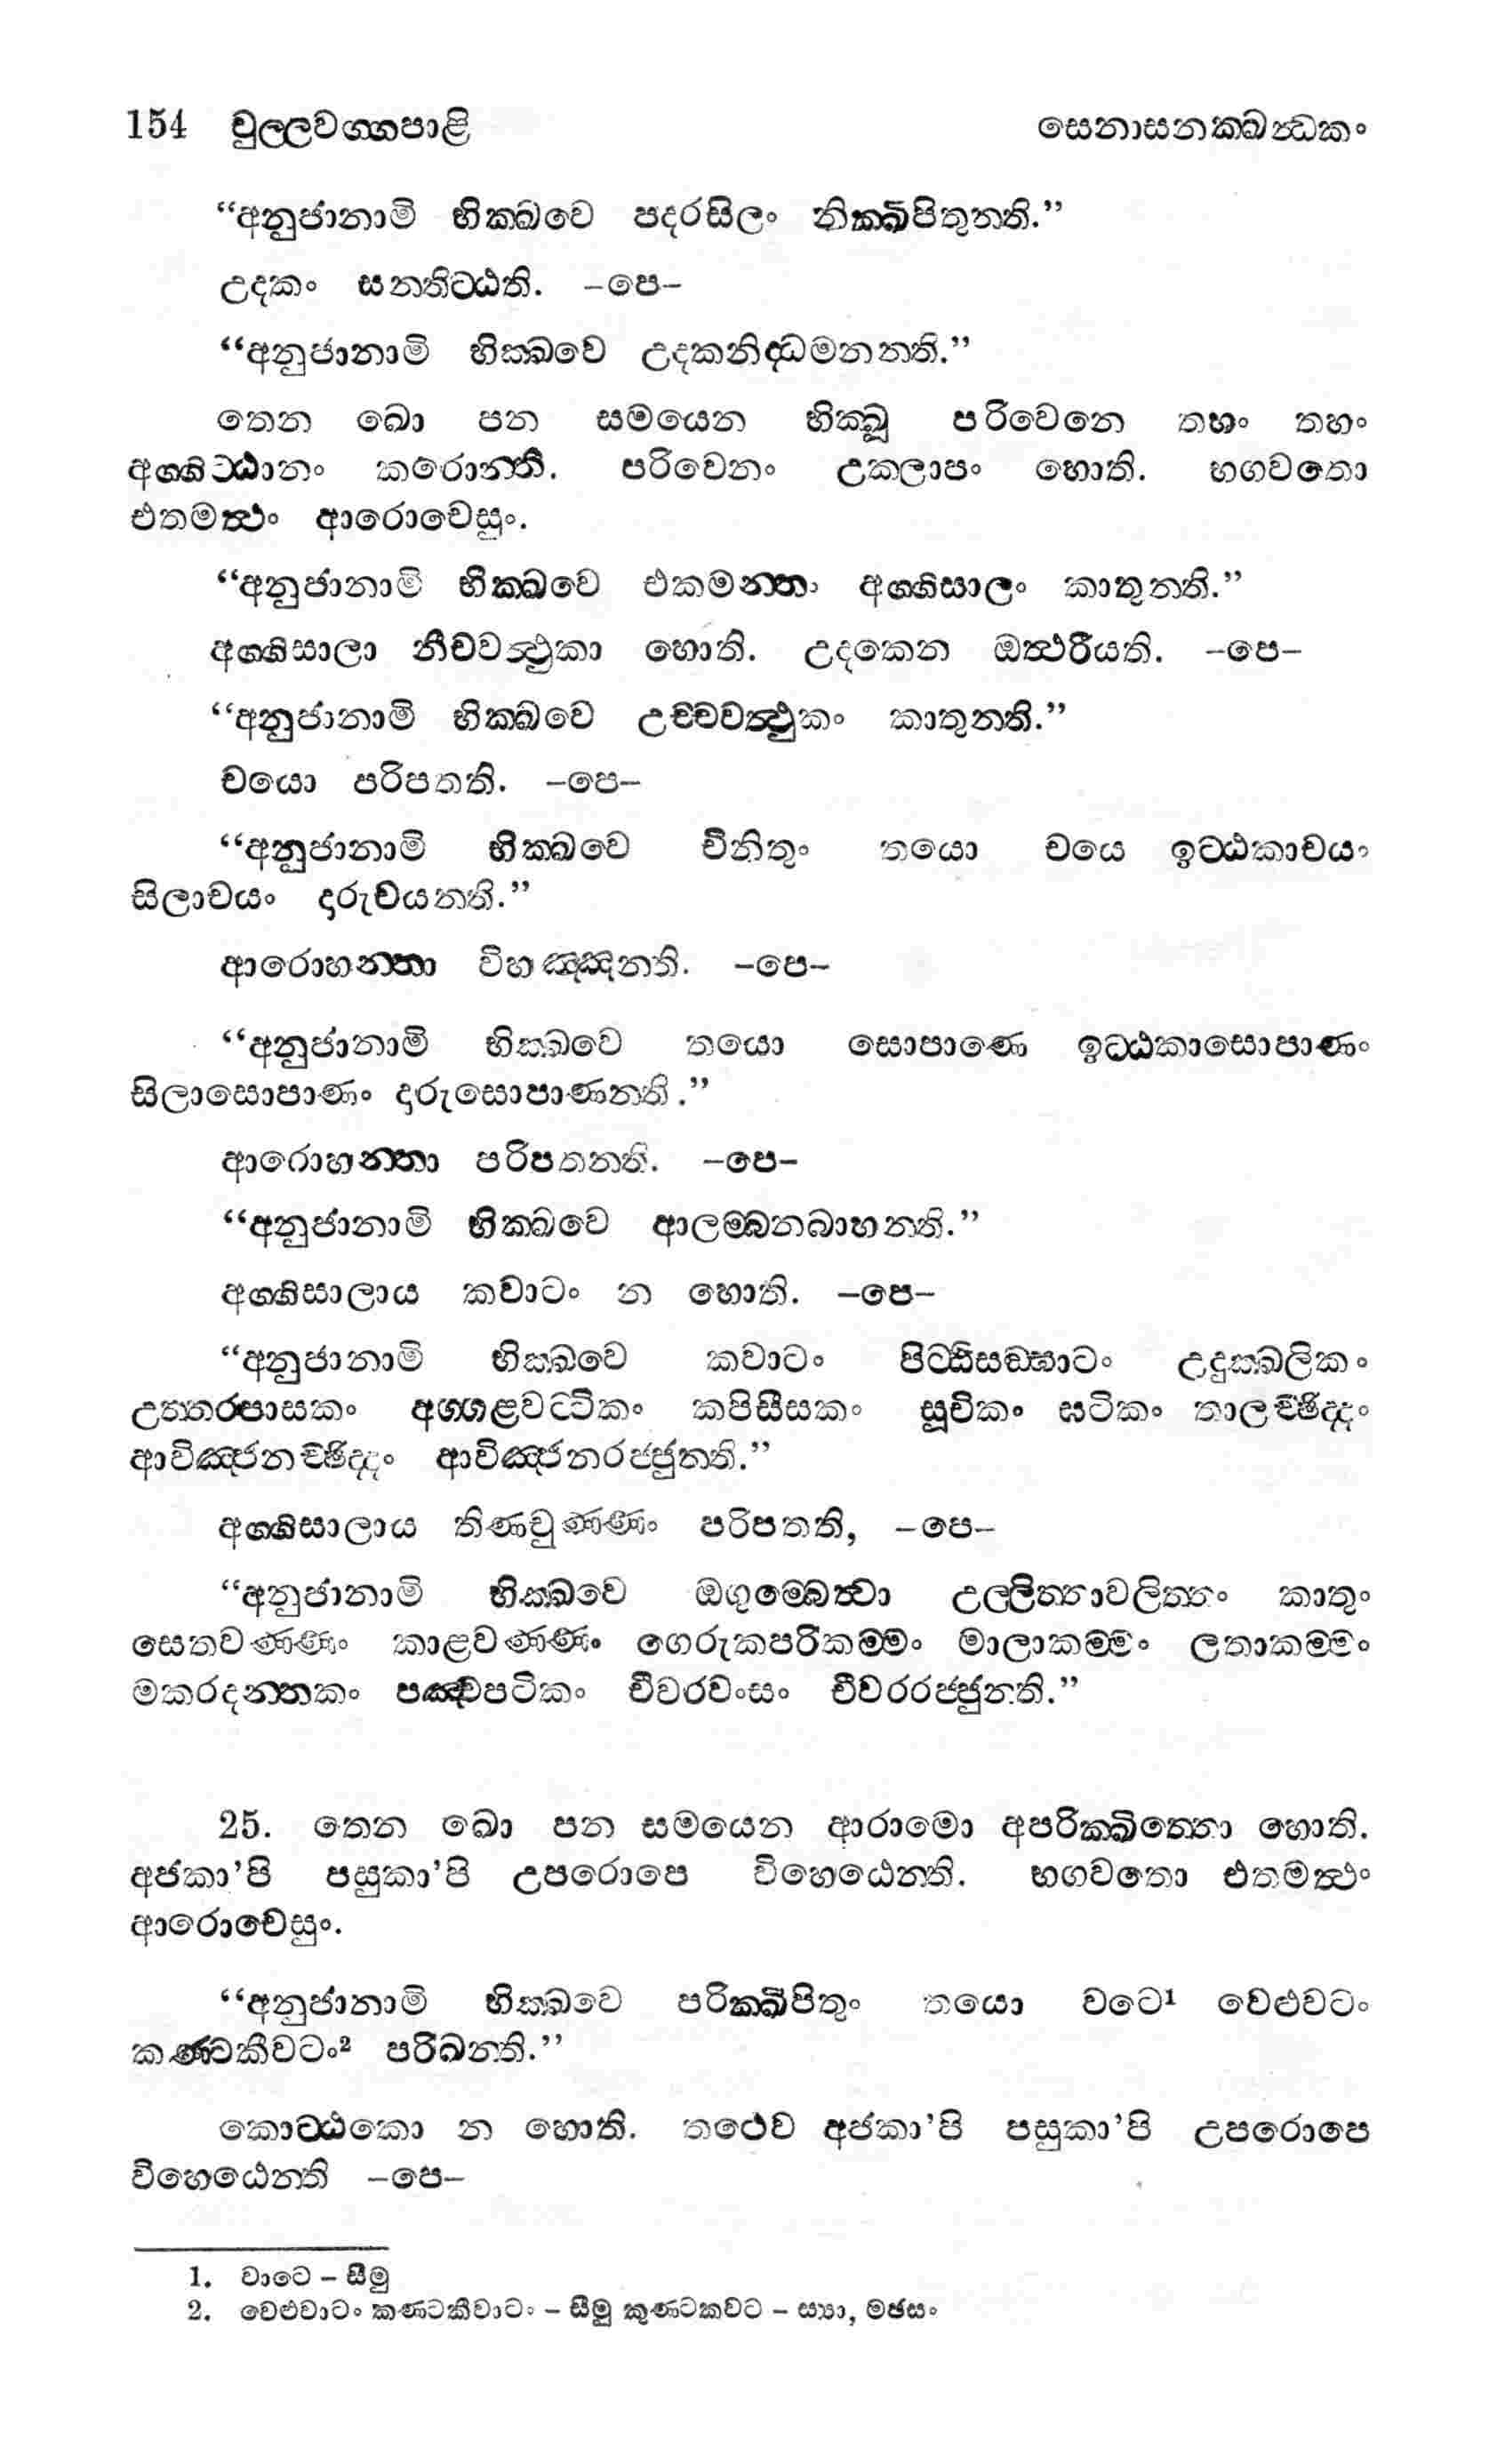 154 චුල්ලවග්ගපාළි සෙනාසනක්ඛන්ධකං
“අනුජානාමි භික්ඛවෙ පදරසිලං නික්ඛිපිතුන්ති.”
උදකං සන්තිට්ඨති. –පෙ–
“අනුජානාමි භික්ඛවෙ උදකනිද්ධමනන්ති.”
තෙන ඛො පන සමයෙන භික්ඛූ පරිවෙනෙ තහං තහං
අග්ගිට්ඨානං කරොන්ති. පරිවෙනං උක්ලාපං හොති. භගවතො
එතමත්ථං ආරොචෙසුං.
“අනුජානාමි භික්ඛවෙ එකමන්තං අග්ගිසාලං කාතුන්ති.”
අග්ගිසාලා නීචවත්ථුකා හොති. උදකෙන ඔත්ථරීයති. –පෙ–
“අනුජානාමි භික්ඛවෙ උච්චවත්ථුකං කාතුන්ති.”
චයො පරිපතති. –පෙ–
“අනුජානාමි භික්ඛවෙ චිනිතුං තයො චයෙ ඉට්ඨකාචයං
සිලාචයං දාරුචයන්ති.”
ආරොහන්තා විහඤ්ඤන්ති. –පෙ–
“අනුජානාමි භික්ඛවෙ තයො සොපාණෙ ඉට්ඨකාසොපාණං
සිලාසොපාණං දාරුසොපාණන්ති.”
ආරොහන්තා පරිපතන්ති. –පෙ–
“අනුජානාමි භික්ඛවෙ ආලම්බනබාහන්ති.”
අග්ගිසාලාය කවාටං න හොති. –පෙ–
“අනුජානාමි භික්ඛවෙ කවාටං පිට්ඨිසඞ්ඝාටං උදුක්ඛලිකං
උත්තරපාසකං අග්ගළවට්ටිකං කපිසීසකං සූචිකං ඝටිකං තාලච්ඡිද්දං
ආවිඤ්ජනච්ඡිද්දං ආවිඤ්ජනරජ්ජුන්ති.”
අග්ගිසාලාය තිණචුණ්ණං පරිපතති, –පෙ–
“අනුජානාමි භික්ඛවෙ ඔගුම්බෙත්වා උල්ලිත්තාවලිත්තං කාතුං
සෙතවණ්ණං කාළවණ්ණං ගෙරුකපරිකම්මං මාලාකම්මං ලතාකම්මං
මකරදන්තකං පඤ්චපටිකං චීවරවංසං චීවරරජ්ජුන්ති.”
25. තෙන ඛො පන සමයෙන ආරාමො අපරික්ඛිත්තො හොති.
අජකා’පි පසුකා’පි උපරොපෙ විහෙඨෙන්ති. භගවතො එතමත්ථං
ආරොචෙසුං.
“අනුජානාමි භික්ඛවෙ පරික්ඛිපිතුං තයො වටෙ¹ වෙළුවටං
කණ්ටකීවටං² පරිඛන්ති.”
කොට්ඨකො න හොති. තථෙව අජකා’පි පසුකා’පි උපරොපෙ
විහෙඨෙන්ති –පෙ–
1. වාටෙ – සීමු
2. වෙළුවාටං කණ්ටකීවාටං – සීමු කුණ්ටකවට – ස්‍යා, මඡසං